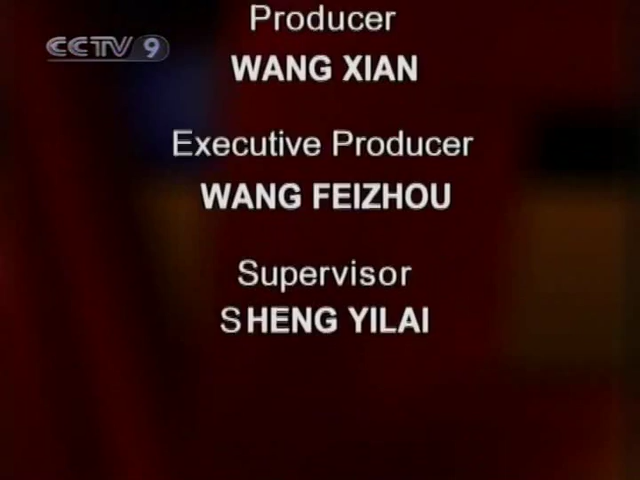 Producer
CCTV 9
WANG XIAN
Executive Producer
WANG FEIZHOU
Supervisor
SHENG YILAI